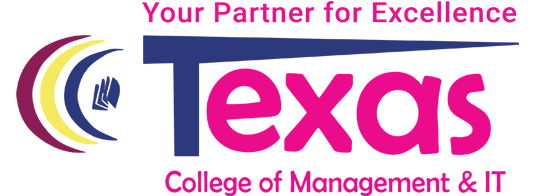 Your Partner for Excellence
Texas
College of Management & IT